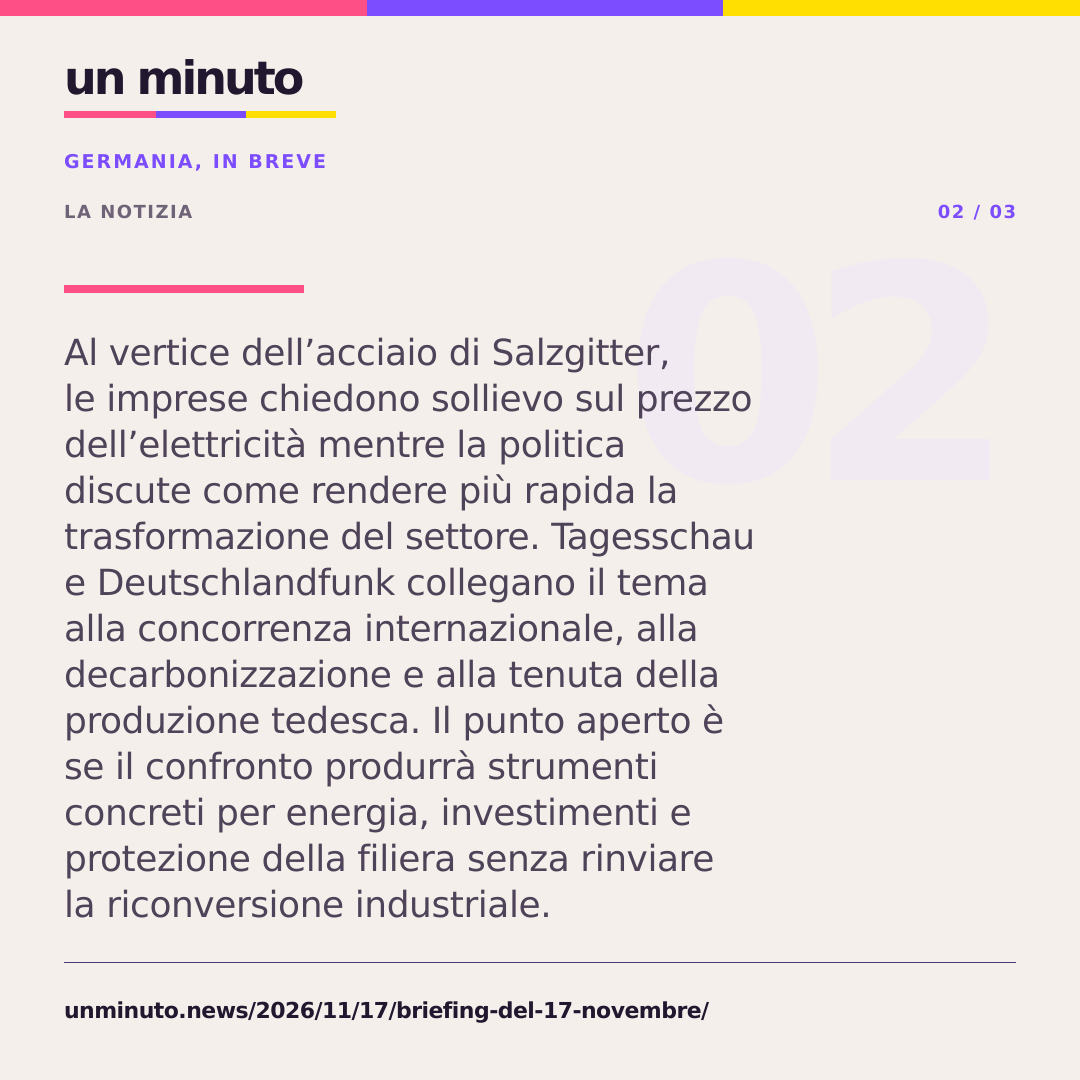 un minuto
GERMANIA, IN BREVE
LA NOTIZIA
02 / 03
02
Al vertice dell’acciaio di Salzgitter,
le imprese chiedono sollievo sul prezzo
dell’elettricità mentre la politica
discute come rendere più rapida la
trasformazione del settore. Tagesschau
e Deutschlandfunk collegano il tema
alla concorrenza internazionale, alla
decarbonizzazione e alla tenuta della
produzione tedesca. Il punto aperto è
se il confronto produrrà strumenti
concreti per energia, investimenti e
protezione della filiera senza rinviare
la riconversione industriale.
unminuto.news/2026/11/17/briefing-del-17-novembre/